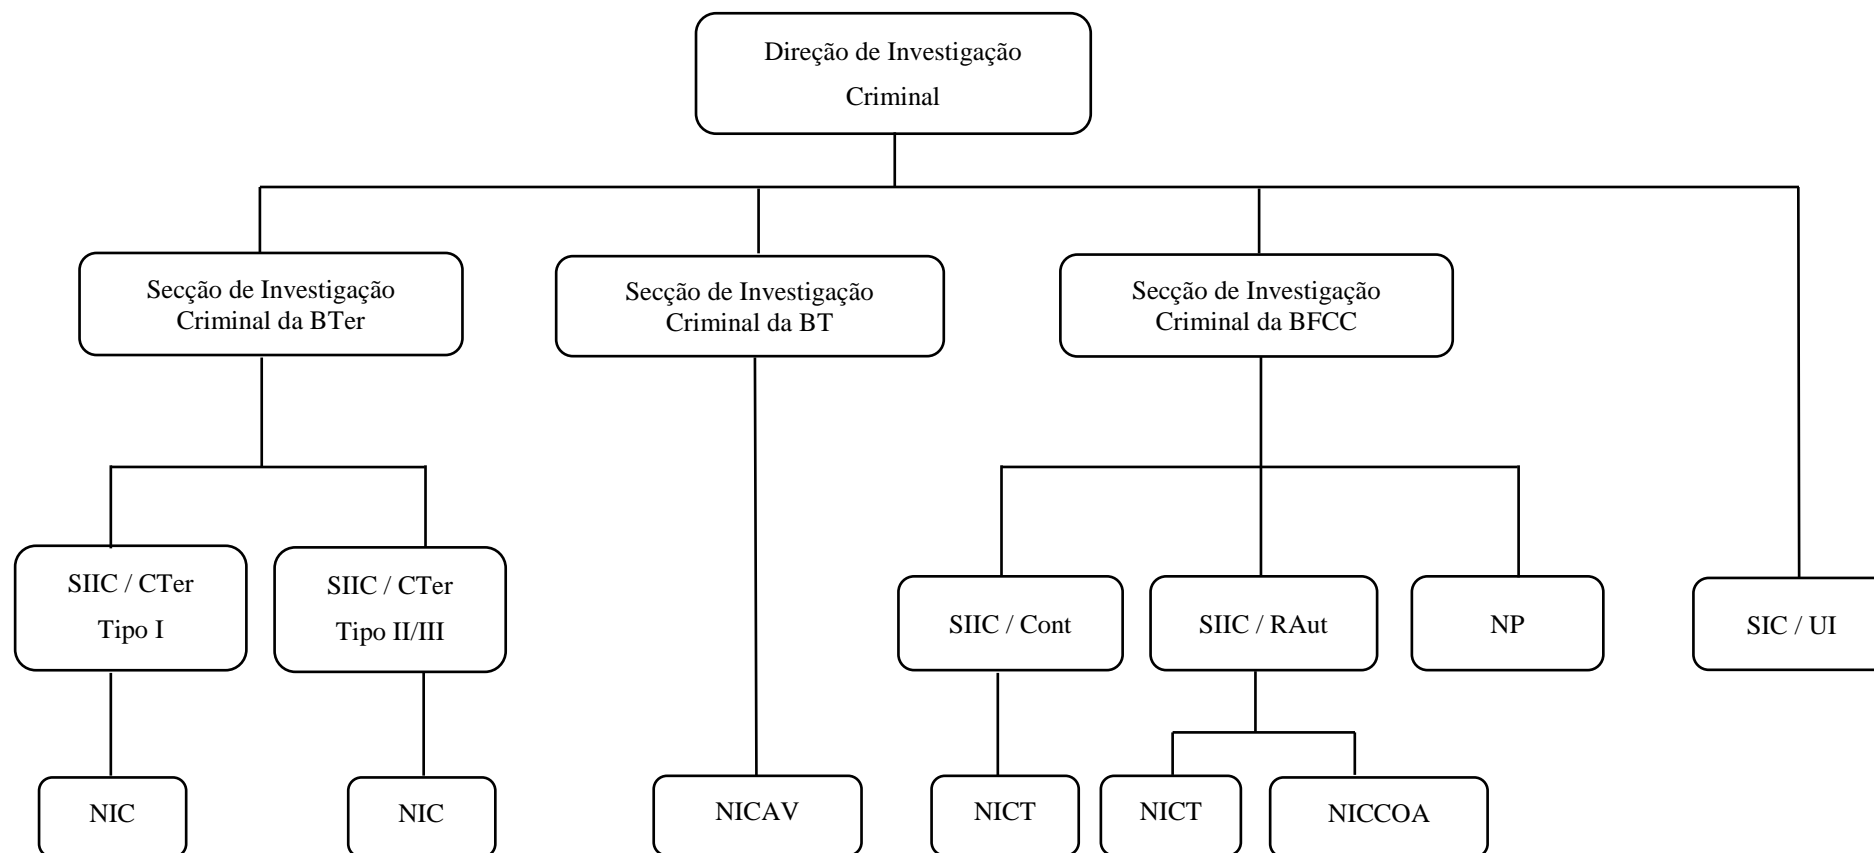 Direção de Investigação
Criminal
Secção de Investigação
Criminal da BTer
Secção de Investigação
Criminal da BT
Secção de Investigação
Criminal da BFCC
SIIC / CTer
Tipo I
SIIC / CTer
Tipo II/III
SIIC / Cont
SIIC / RAut
NP
SIC / UI
NIC
NIC
NICAV
NICT
NICT
NICCOA